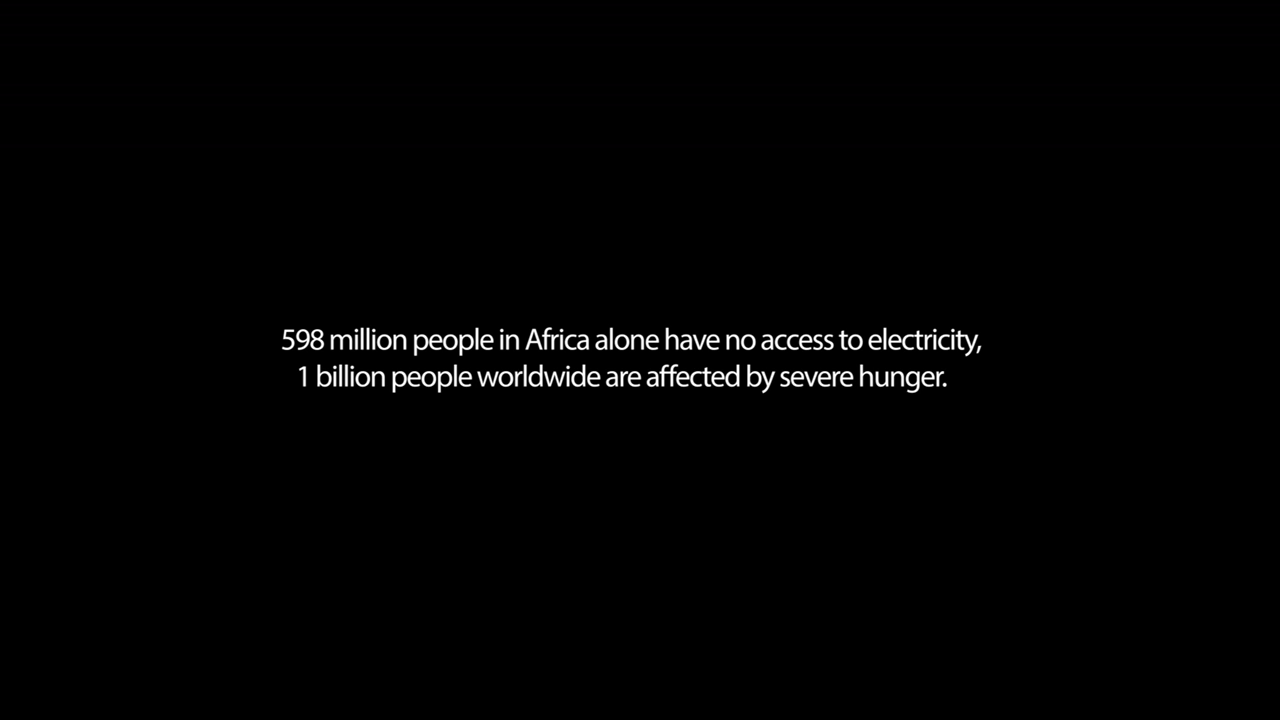 598 million people in Africa alone have no access to electricity,
1 billion people worldwide are affected by severe hunger.